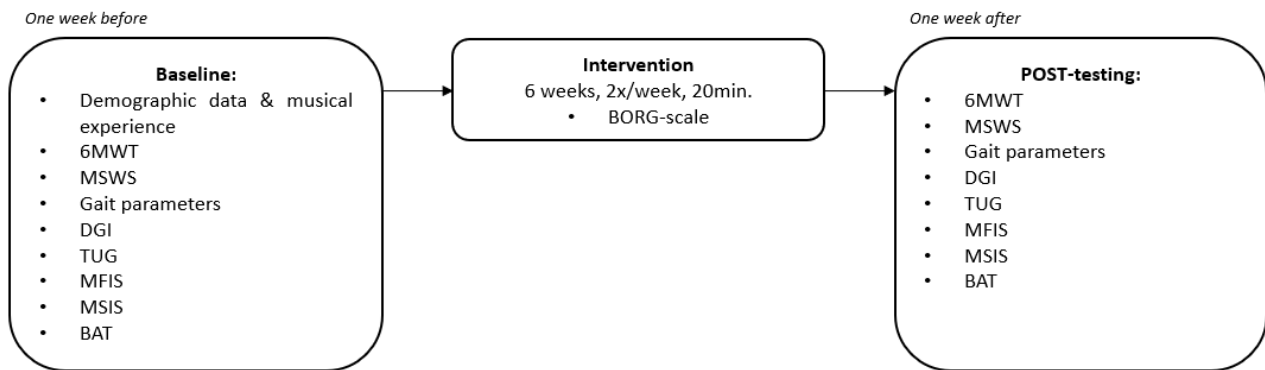 One week before
Baseline:
• Demographic data & musical
experience
• 6MWT
• MSWS
• Gait parameters
• DGI
• TUG
• MFIS
• MSIS
• BAT
Intervention
6 weeks, 2x/week, 20min.
• BORG-scale
One week after
POST-testing:
• 6MWT
• MSWS
• Gait parameters
• DGI
• TUG
• MFIS
• MSIS
• BAT